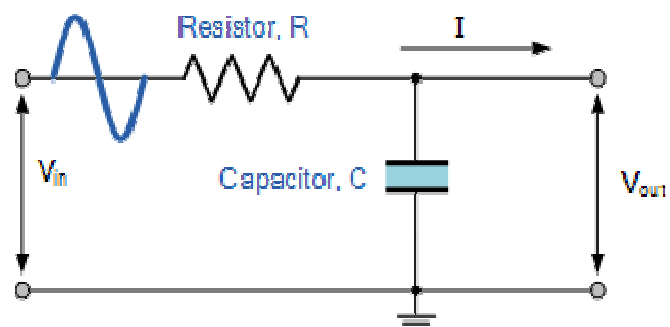 Resistor, R
I
Vin
Capacitor, C
Vout